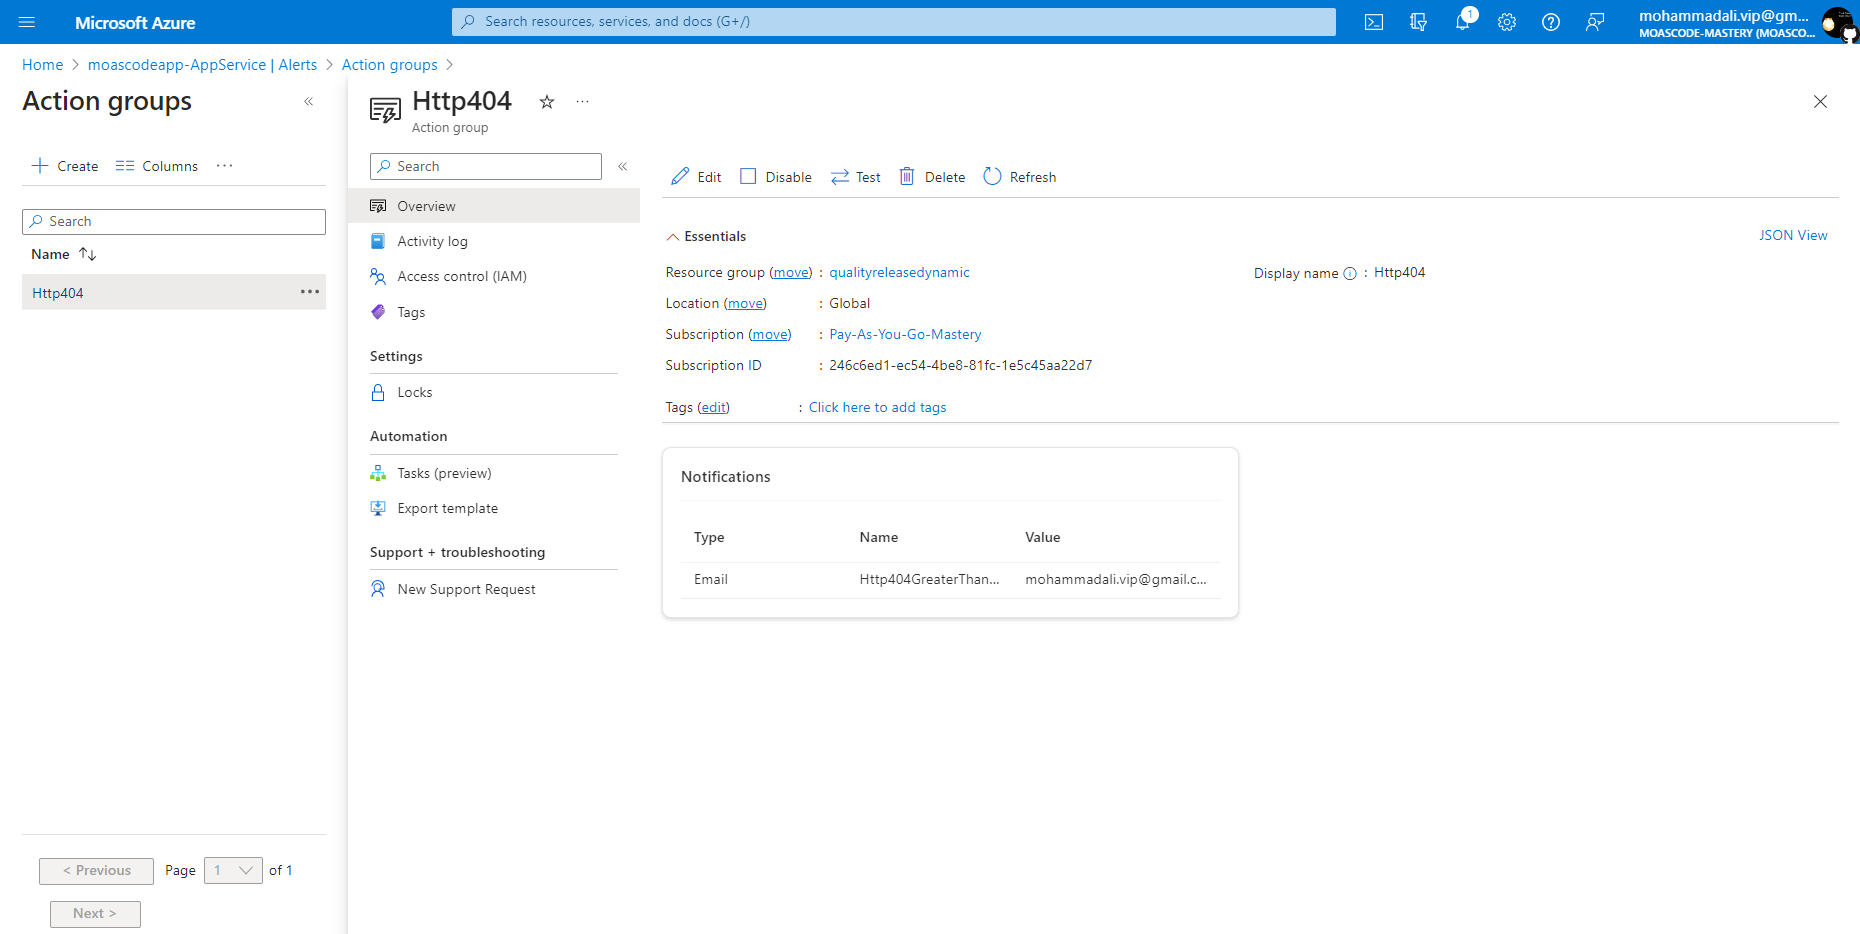 Microsoft Azure
Search resources, services, and docs (G+/)
1
mohammadali.vip@gm...
MOASCODE-MASTERY (MOASCO...
Home > moascodeapp-AppService | Alerts > Action groups >
Action groups
«
Create
Columns
...
Search
Name
Http404
...
< Previous
Page
1
of 1
Next >
Http404
...
Action group
Search
«
Overview
Activity log
Access control (IAM)
Tags
Settings
Locks
Automation
Tasks (preview)
Export template
Support + troubleshooting
New Support Request
Edit
Disable
Test
Delete
Refresh
Essentials
JSON View
Resource group (move) : qualityreleasedynamic
Location (move) : Global
Subscription (move) : Pay-As-You-Go-Mastery
Subscription ID : 246c6ed1-ec54-4be8-81fc-1e5c45aa22d7
Display name : Http404
Tags (edit) : Click here to add tags
Notifications
Type Name Value
Email Http404GreaterThan... mohammadali.vip@gmail.c...